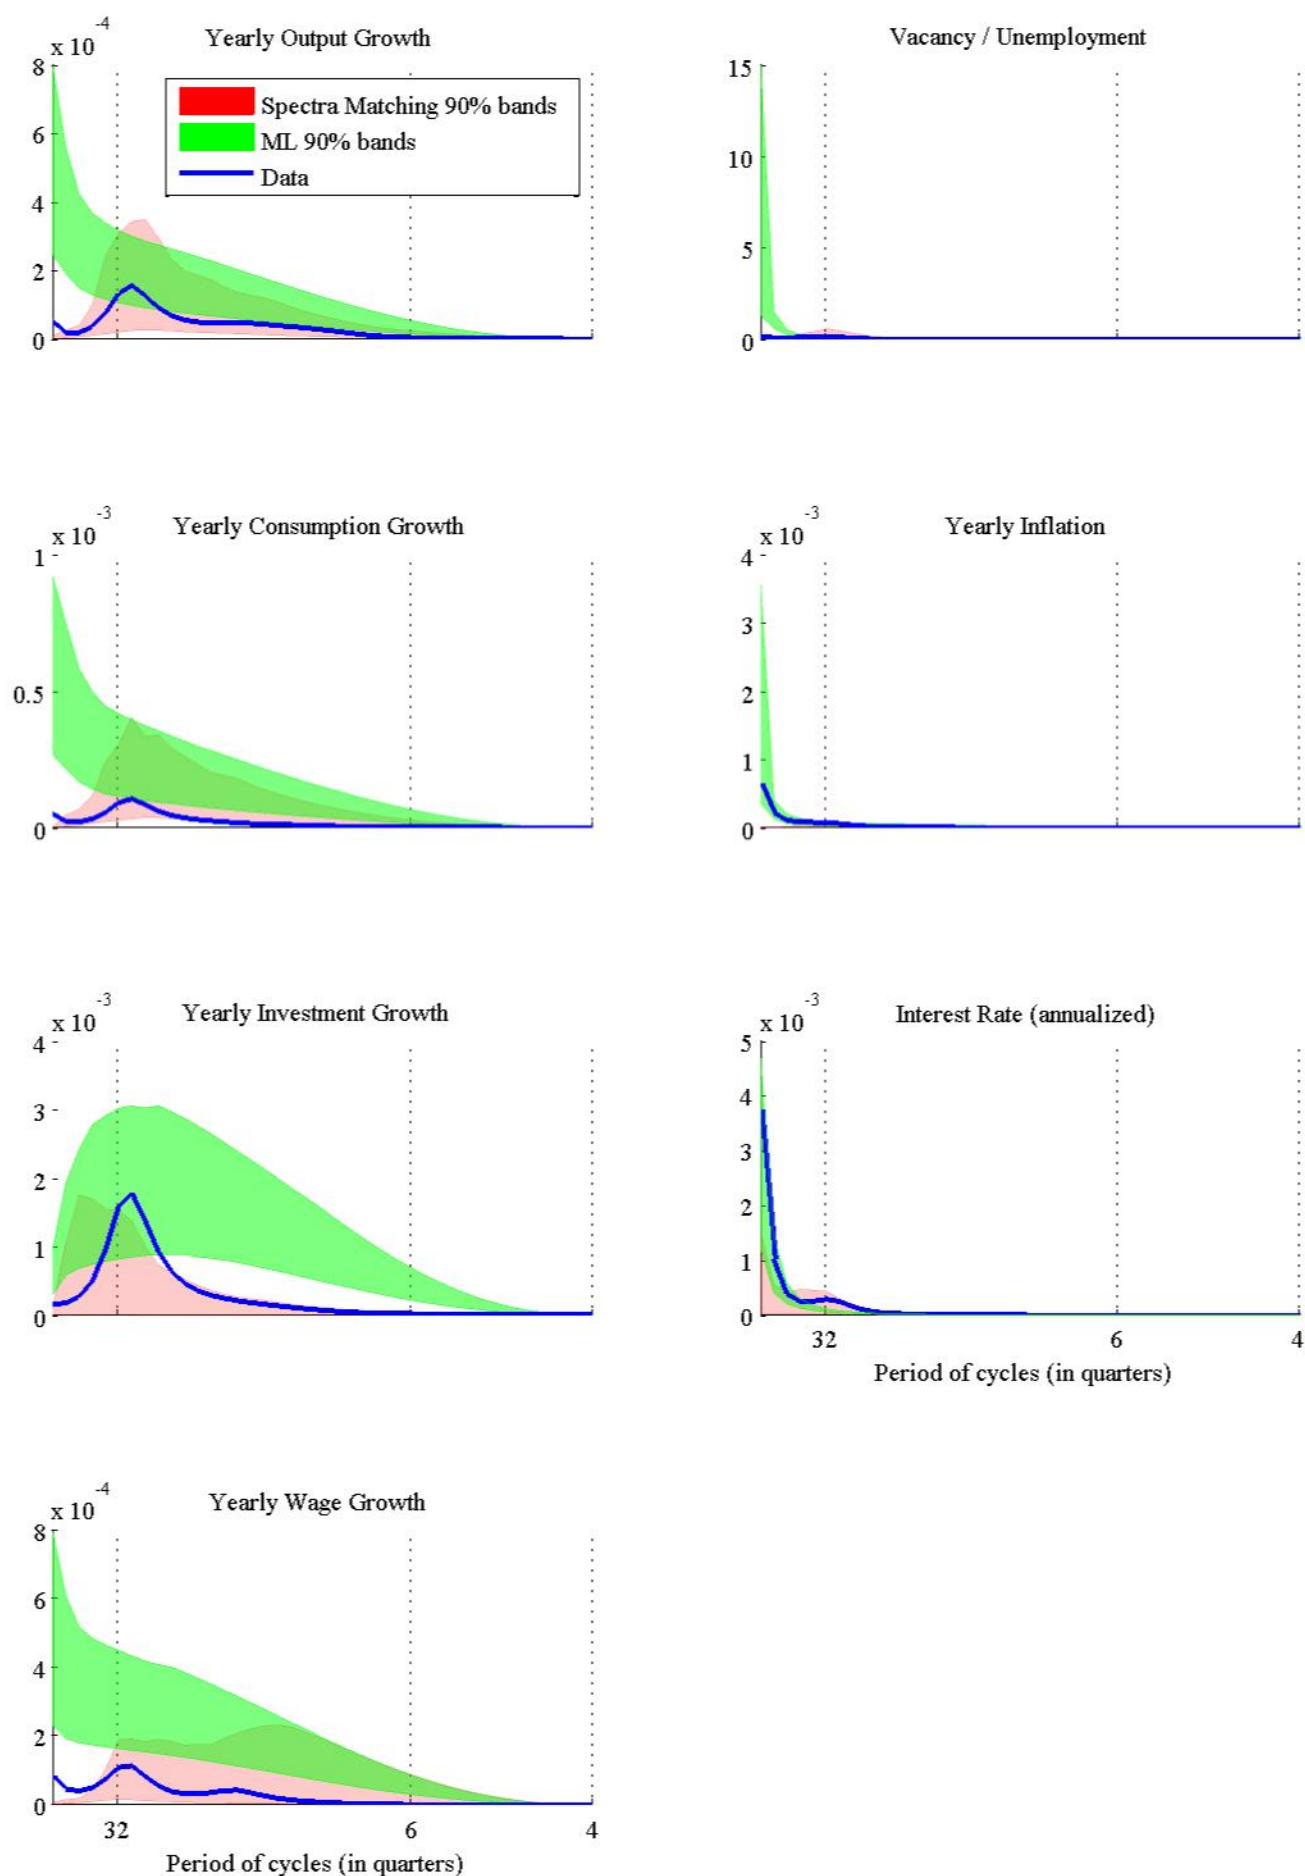 x 10 -4
Yearly Output Growth
8
6
4
2
0
Spectra Matching 90% bands
ML 90% bands
Data
Vacancy / Unemployment
15
10
5
0
x 10 -3
Yearly Consumption Growth
1
0.5
0
x 10 -3
Yearly Inflation
4
3
2
1
0
x 10 -3
Yearly Investment Growth
4
3
2
1
0
x 10 -3
Interest Rate (annualized)
5
4
3
2
1
0
32 6 4
Period of cycles (in quarters)
x 10 -4
Yearly Wage Growth
8
6
4
2
0
32 6 4
Period of cycles (in quarters)